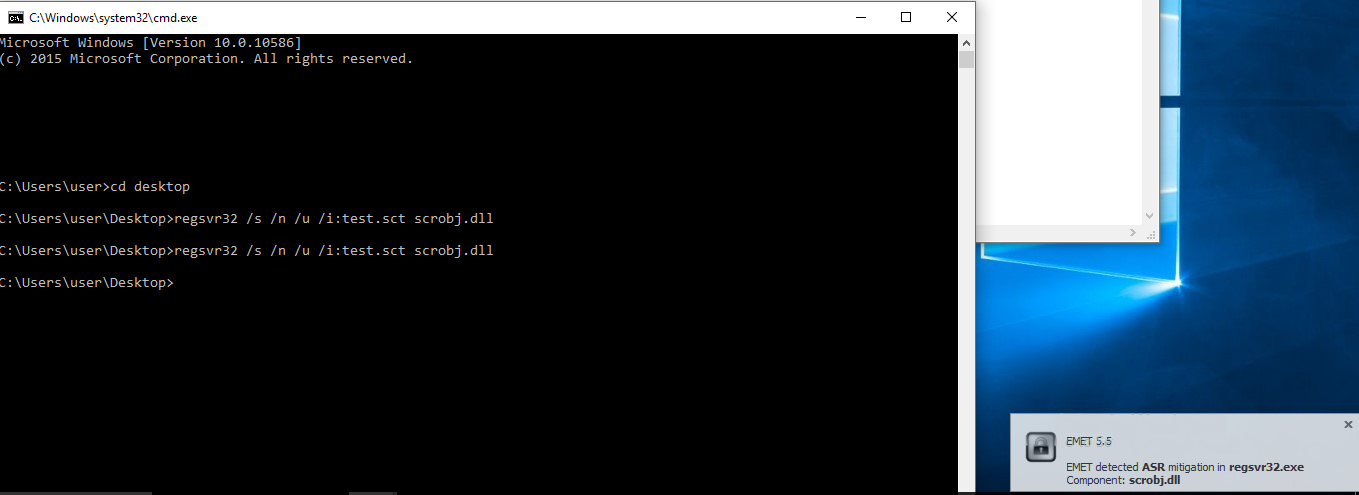 C:\Windows\system32\cmd.exe
Microsoft Windows [Version 10.0.10586]
(c) 2015 Microsoft Corporation. All rights reserved.
C:\Users\user>cd desktop
C:\Users\user\Desktop>regsvr32 /s /n /u /i:test.sct scrobj.dll
C:\Users\user\Desktop>regsvr32 /s /n /u /i:test.sct scrobj.dll
C:\Users\user\Desktop>
EMET 5.5
EMET detected ASR mitigation in regsvr32.exe
Component: scrobj.dll